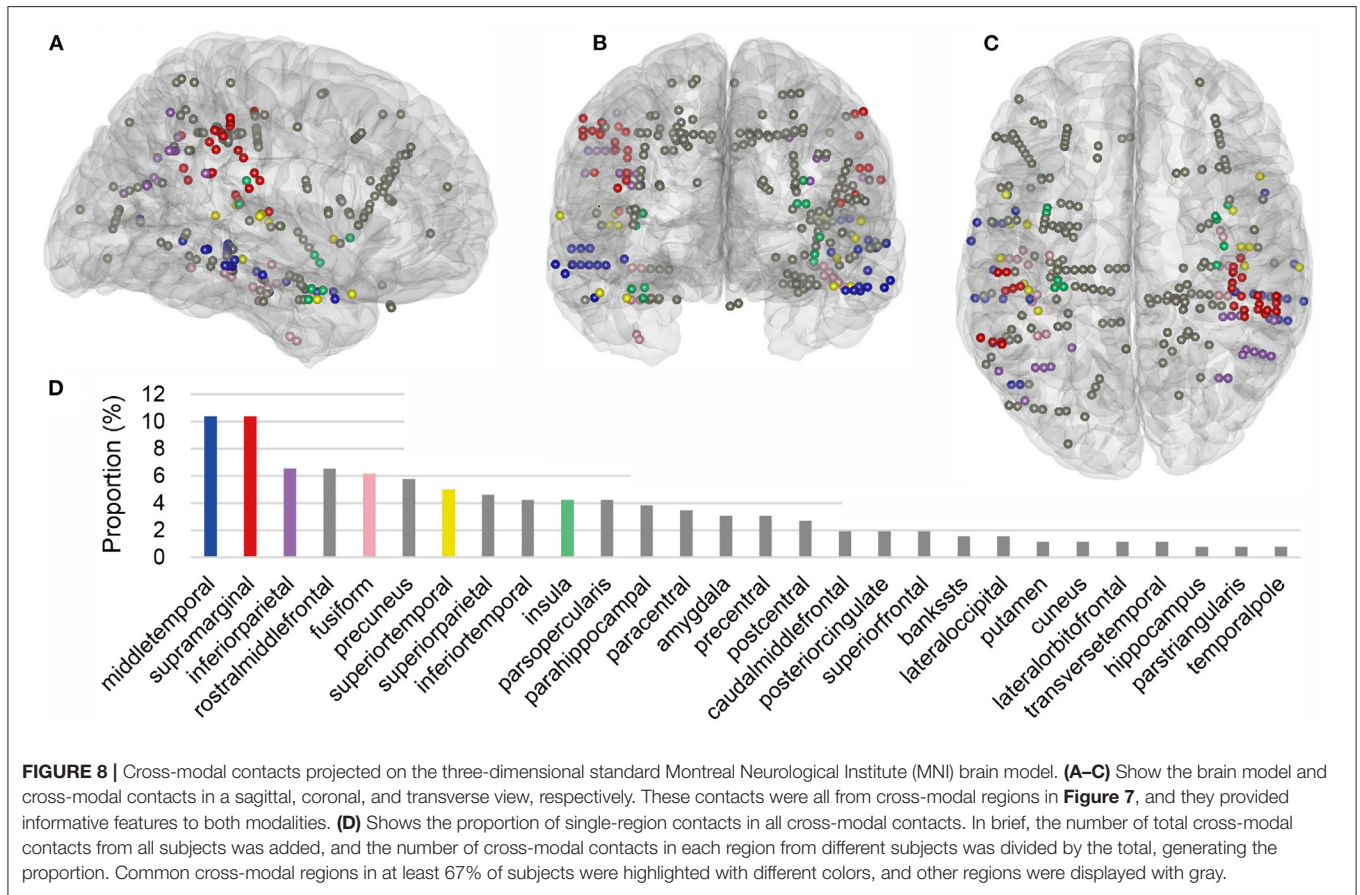 A
B
C
D
Proportion (%)
12
10
8
6
4
2
0
middletemporal
supramarginal
inferiorparietal
rostralmiddlefrontal
fusiform
precuneus
superiortemporal
superiorparietal
inferiortemporal
insula
parsopercularis
parahippocampal
paracentral
amygdala
precentral
postcentral
caudalmiddlefrontal
posteriorcingulate
superiorfrontal
bankssts
lateraloccipital
putamen
cuneus
lateralorbitofrontal
transversetemporal
hippocampus
parstriangularis
temporalpole
FIGURE 8 | Cross-modal contacts projected on the three-dimensional standard Montreal Neurological Institute (MNI) brain model. (A–C) Show the brain model and
cross-modal contacts in a sagittal, coronal, and transverse view, respectively. These contacts were all from cross-modal regions in Figure 7, and they provided
informative features to both modalities. (D) Shows the proportion of single-region contacts in all cross-modal contacts. In brief, the number of total cross-modal
contacts from all subjects was added, and the number of cross-modal contacts in each region from different subjects was divided by the total, generating the
proportion. Common cross-modal regions in at least 67% of subjects were highlighted with different colors, and other regions were displayed with gray.